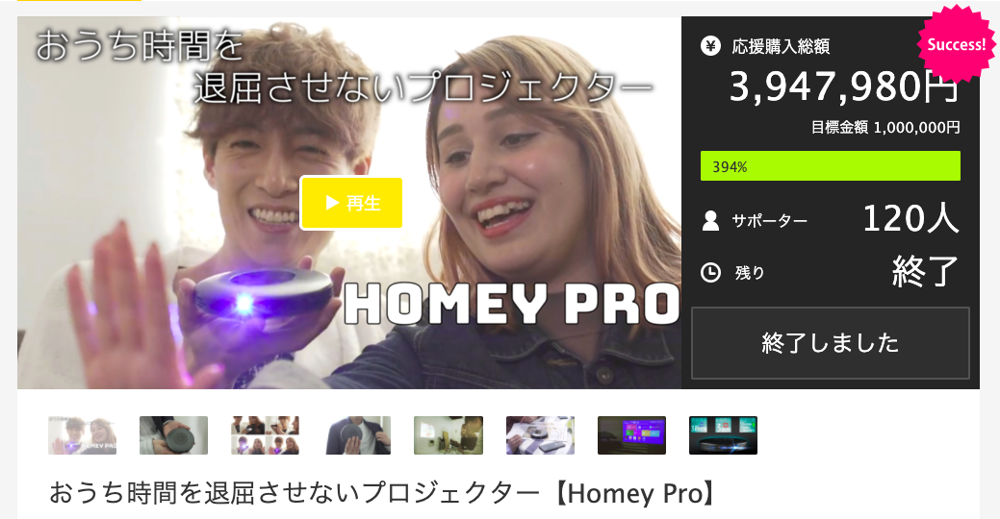 おうち時間を
退屈させないプロジェクター
再生
HOMEY PRO
Success!
¥ 応援購入総額
3,947,980円
目標金額 1,000,000円
394%
サポーター 120人
残り 終了
終了しました
HOMEY PRO
おうち時間を退屈させないプロジェクター【Homey Pro】